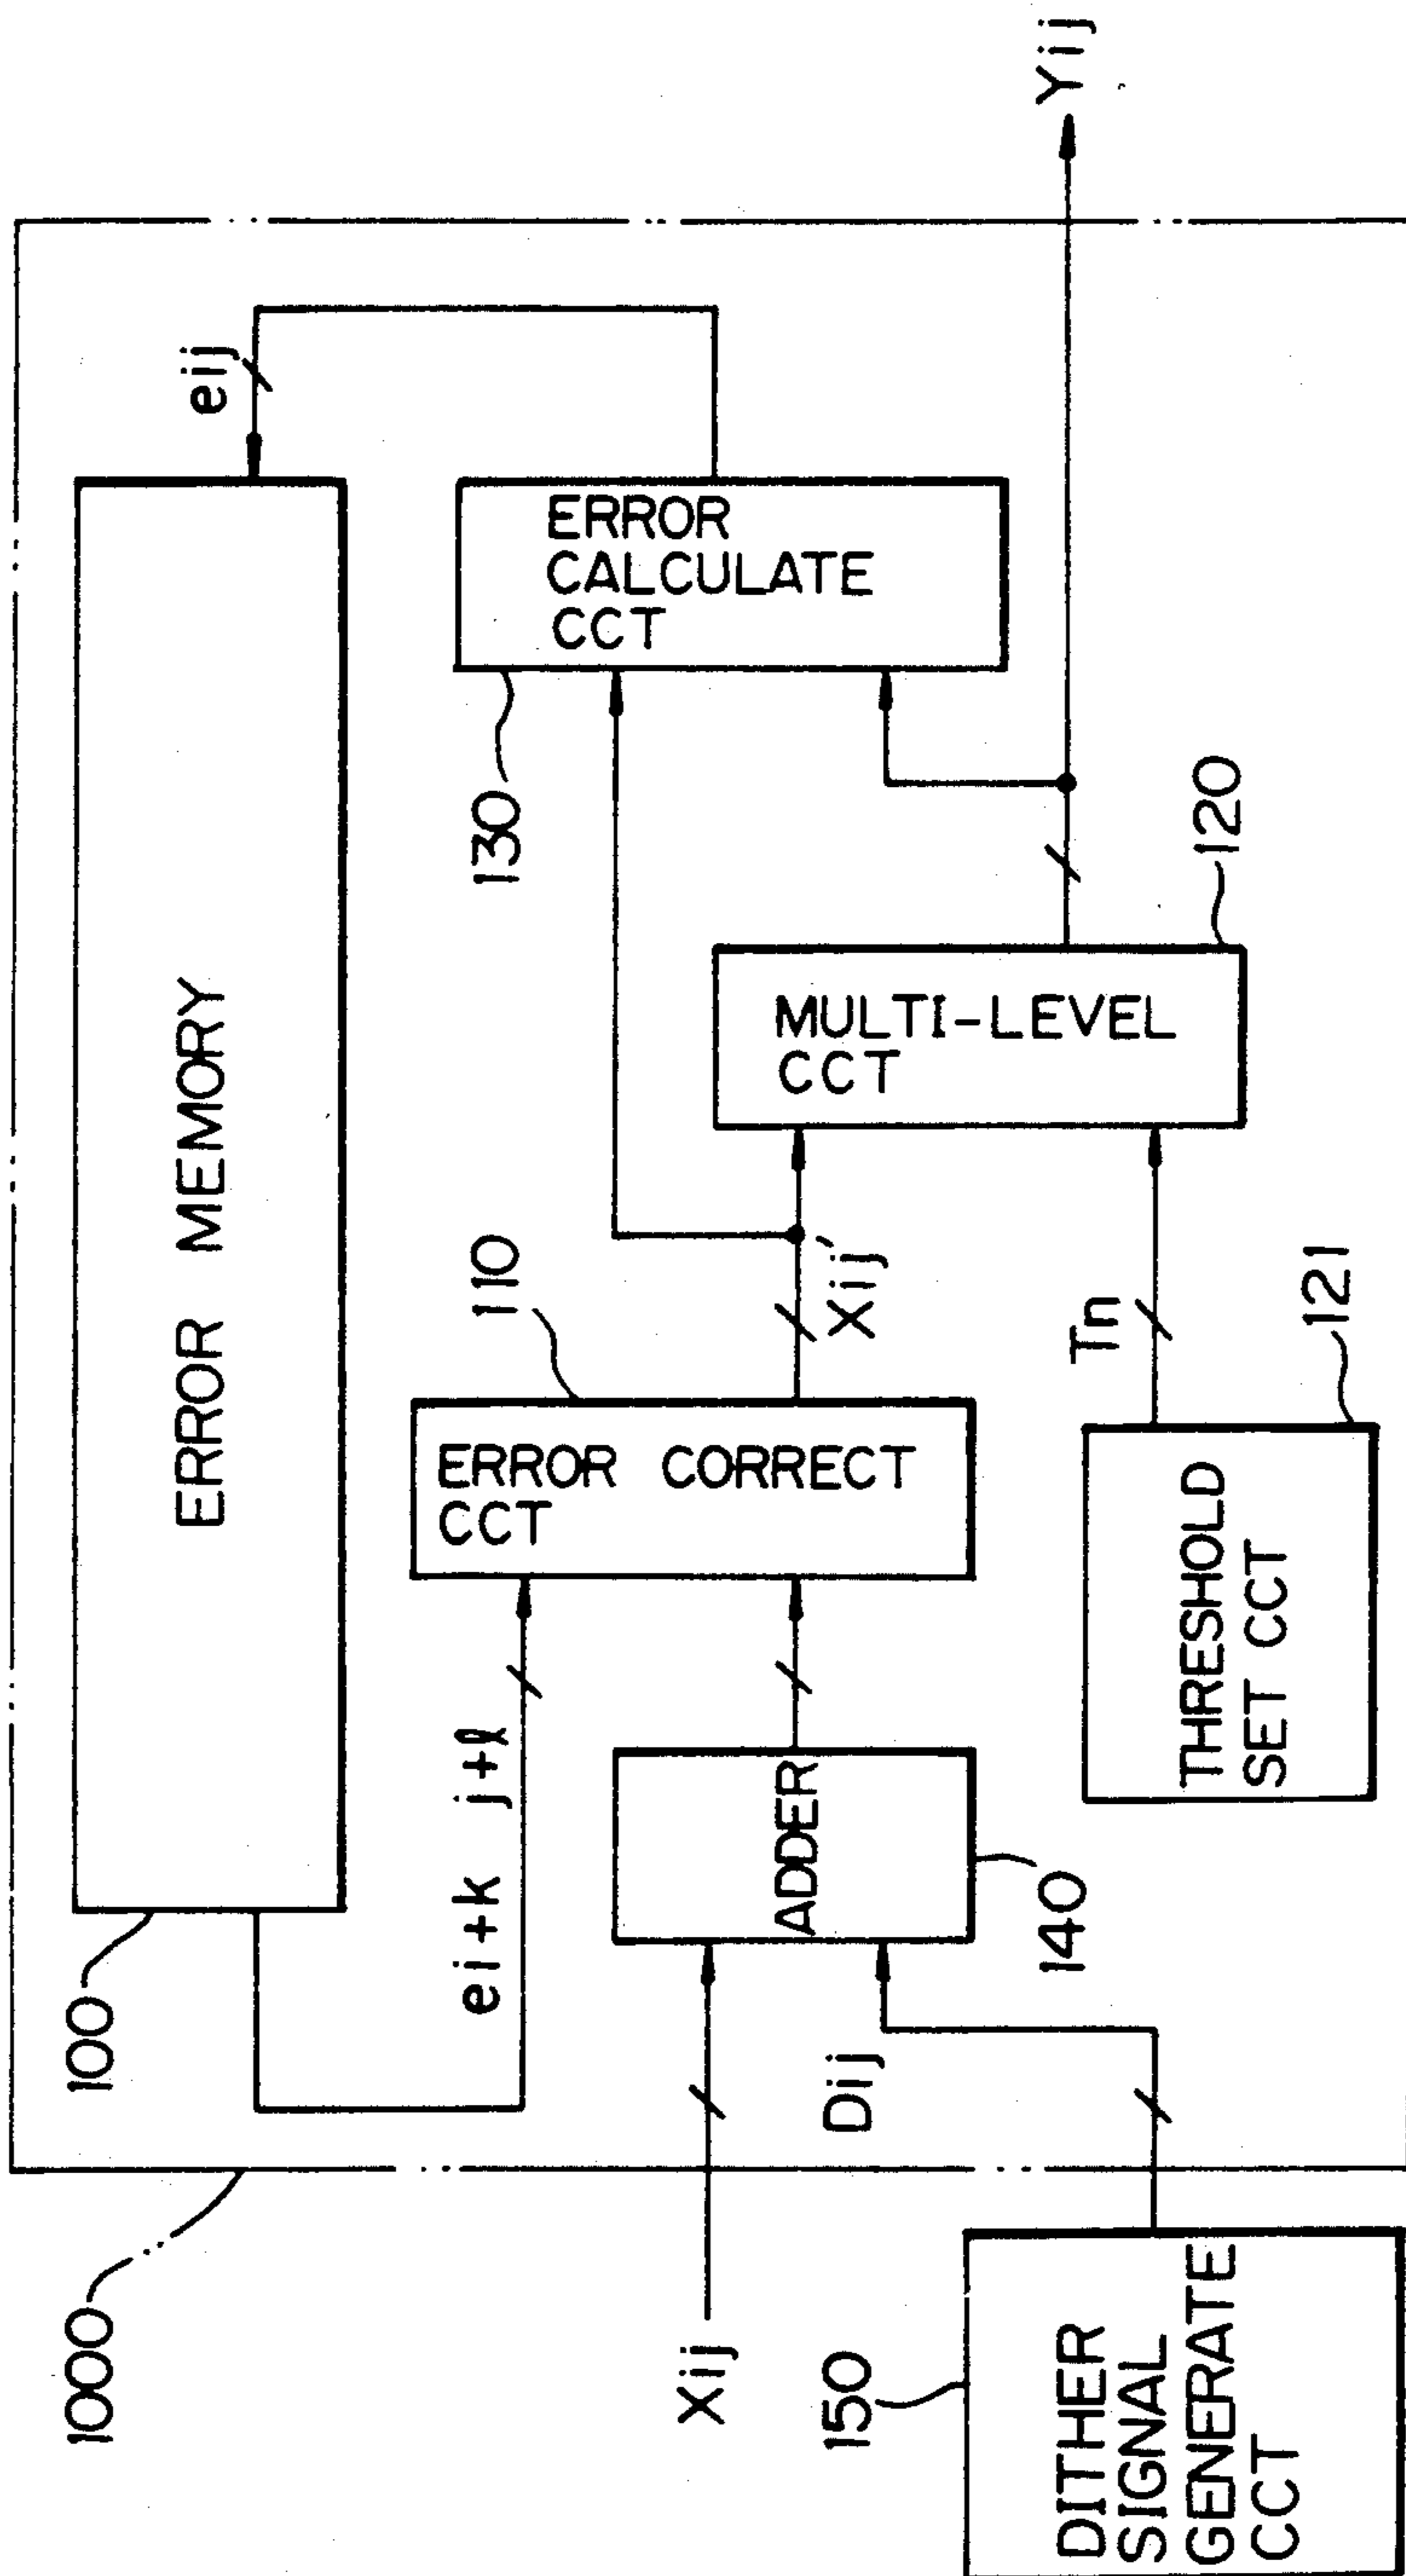 1000
100
ERROR MEMORY
eij
ei+k j+ℓ
110
ERROR CORRECT
CCT
130
ERROR
CALCULATE
CCT
Xij
ADDER
140
Xij'
MULTI-LEVEL
CCT
120
Yij
150
Dij
DITHER
SIGNAL
GENERATE
CCT
THRESHOLD
SET CCT
Tn
121